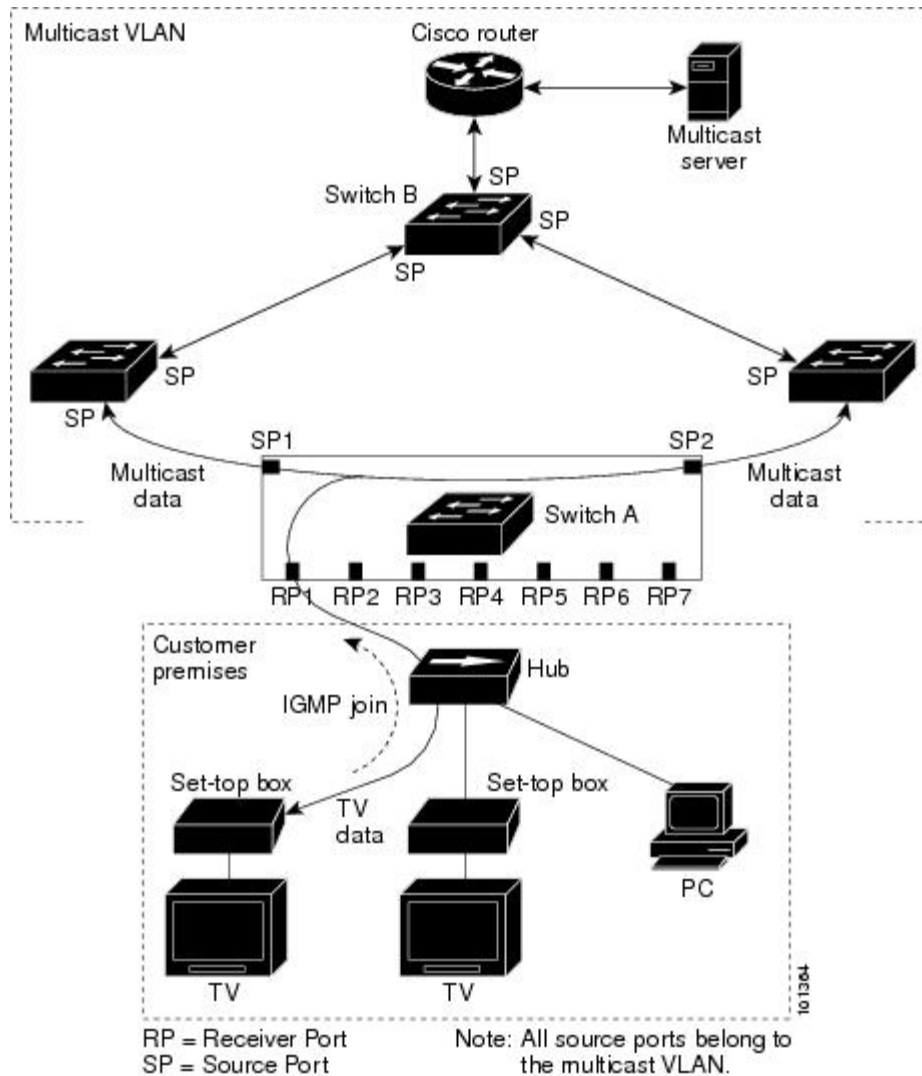 Multicast VLAN
Cisco router
Multicast
server
SP
Switch B
SP
SP
SP
SP
SP
SP1
SP2
Multicast
data
Multicast
data
Switch A
RP1 RP2 RP3 RP4 RP5 RP6 RP7
Customer
premises
Hub
IGMP join
Set-top box
Set-top box
TV
data
PC
TV
TV
101364
RP = Receiver Port
SP = Source Port
Note: All source ports belong to
the multicast VLAN.